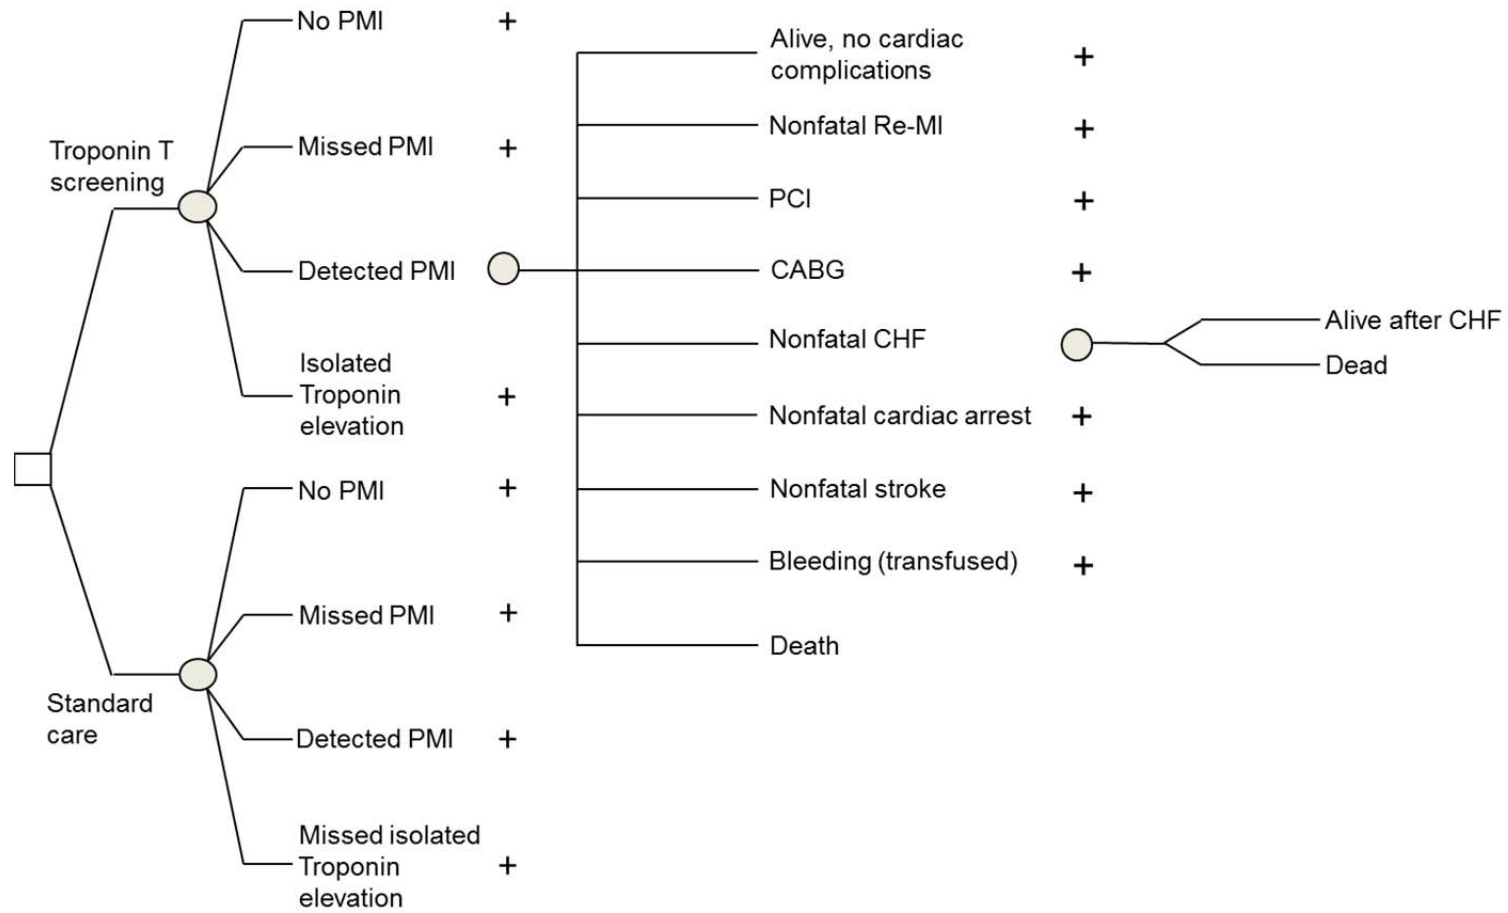 No PMI +
Missed PMI +
Troponin T
screening
Detected PMI
Isolated
Troponin
elevation
+
No PMI +
Missed PMI +
Standard
care
Detected PMI +
Missed isolated
Troponin
elevation
+
Alive, no cardiac
complications
+
Nonfatal Re-MI +
PCI +
CABG +
Nonfatal CHF
Nonfatal cardiac arrest +
Nonfatal stroke +
Bleeding (transfused) +
Death
Alive after CHF
Dead